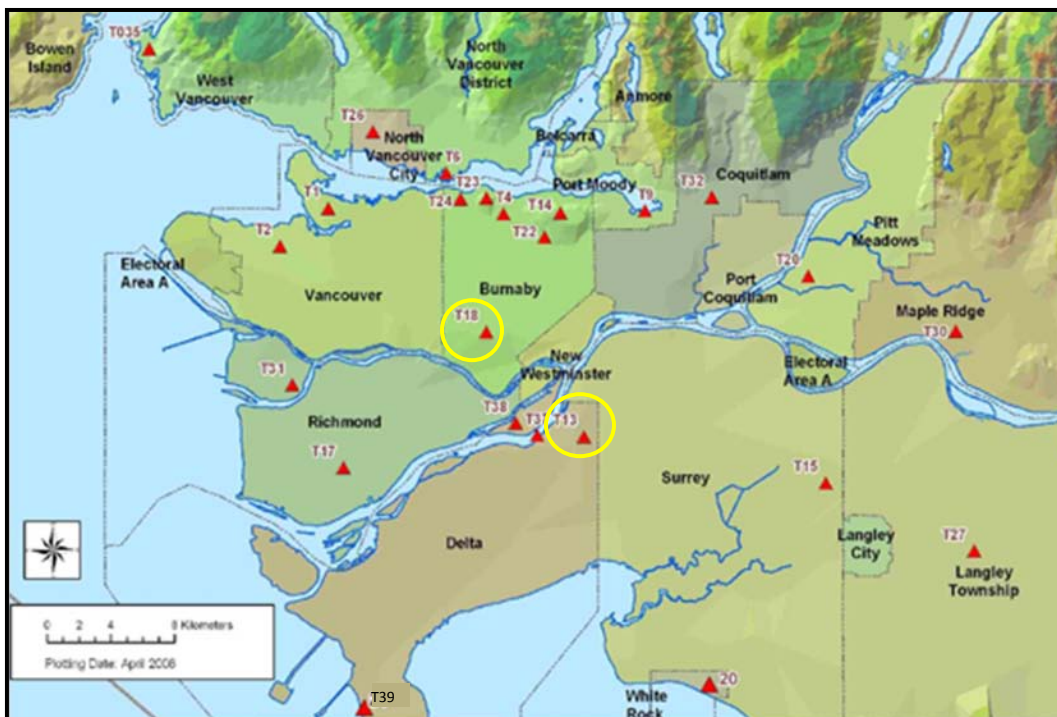 T035
Bowen
Island
North
Vancouver
District
West
Vancouver
Anmore
T26
North
Vancouver
City
Belcarra
T6
T23
T24
T4
T14
Port Moody
T9
T32
Coquitlam
T1
T2
T22
Pitt
Meadows
T20
Electoral
Area A
Vancouver
Burnaby
Port
Coquitlam
T18
Maple Ridge
T30
New
Westminster
Electoral
Area A
T31
Richmond
T38
T13
T17
Surrey
T15
Delta
Langley
City
T27
Langley
Township
0 2 4 8 Kilometers
Plotting Date: April 2008
T39
20
White
Rock